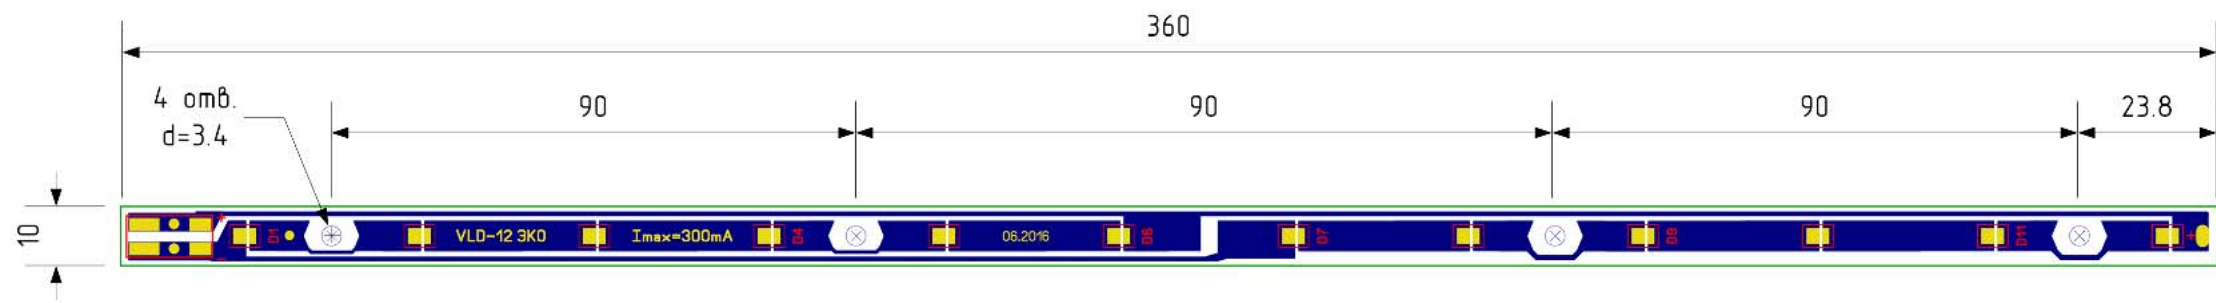 360
4 отв.
d=3.4
90
90
90
23.8
10
+
D1
VLD-12 ЭКО
Imax=300mA
D4
06.2016
D6
D7
D9
D11
+
-